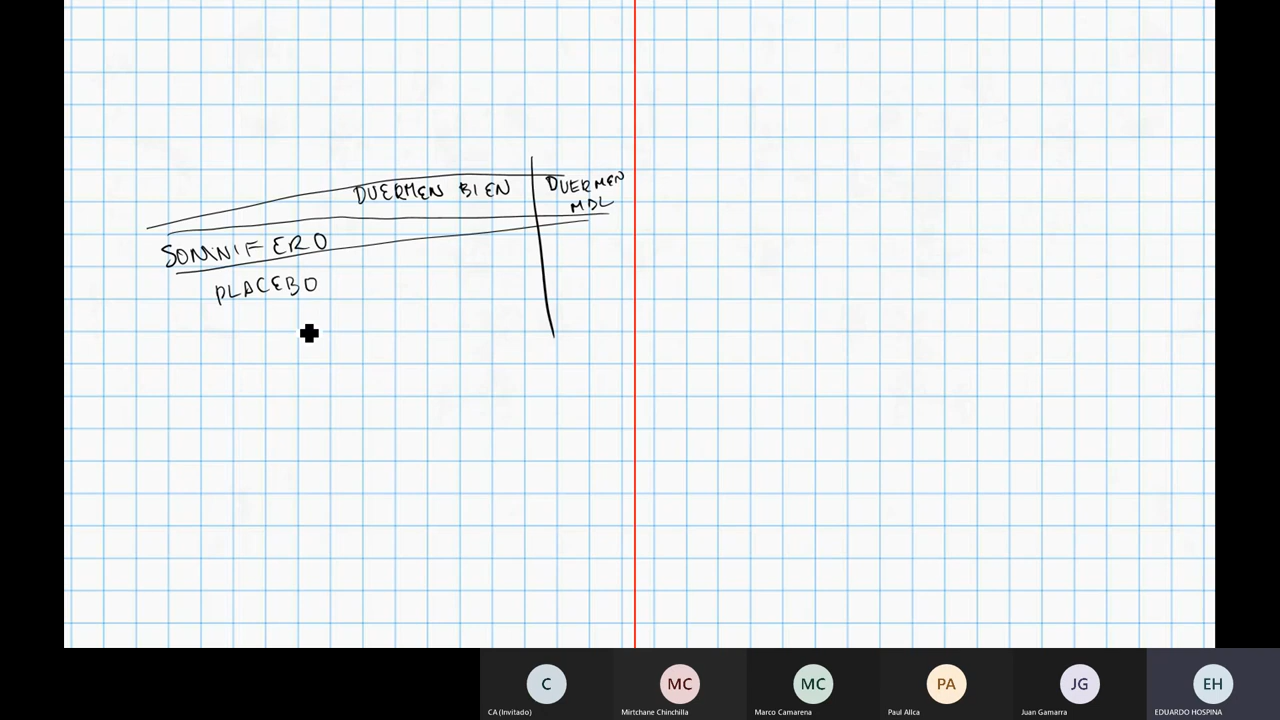 DUERMEN BIEN
DUERMEN
MAL
SOMNIFERO
PLACEBO
C
MC
MC
PA
JG
EH
CA (Invitado)
Mirtchane Chinchilla
Marco Camarena
Paul Allca
Juan Gamarra
EDUARDO HOSPINA